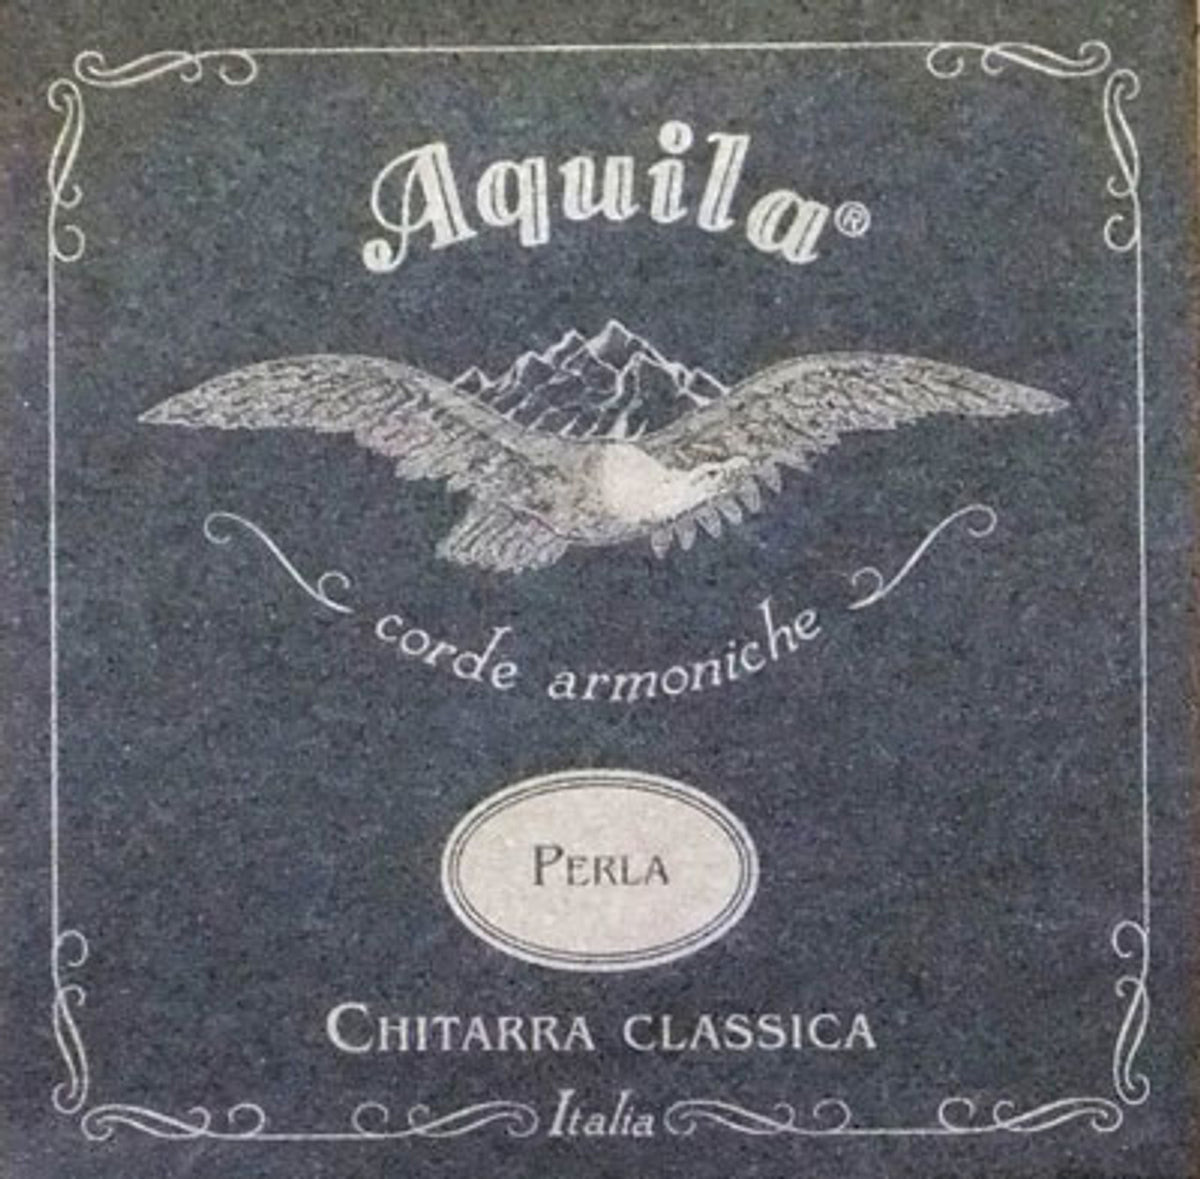 Aquila®
corde armoniche
PERLA
CHITARRA CLASSICA
Italia